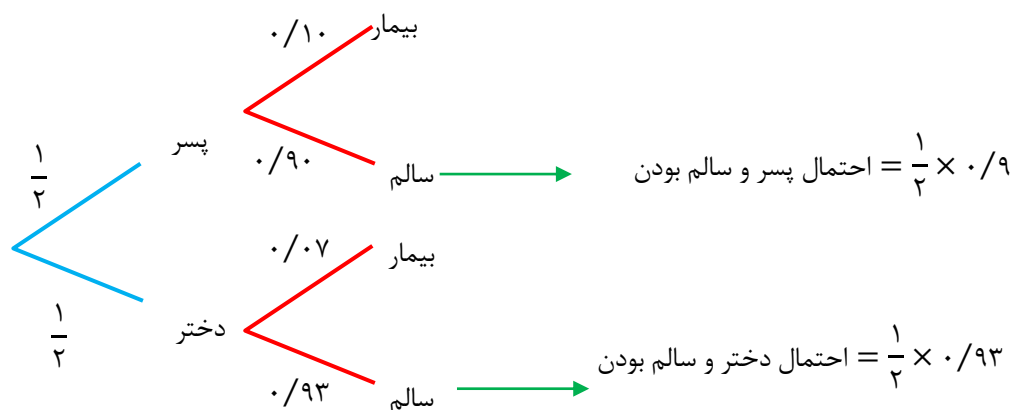 ۰/۱۰
بیمار
پسر
۱/۲
۰/۹۰
سالم
احتمال پسر و سالم بودن = ۱/۲ × ۰/۹
۰/۰۷
بیمار
دختر
۱/۲
۰/۹۳
سالم
احتمال دختر و سالم بودن = ۱/۲ × ۰/۹۳